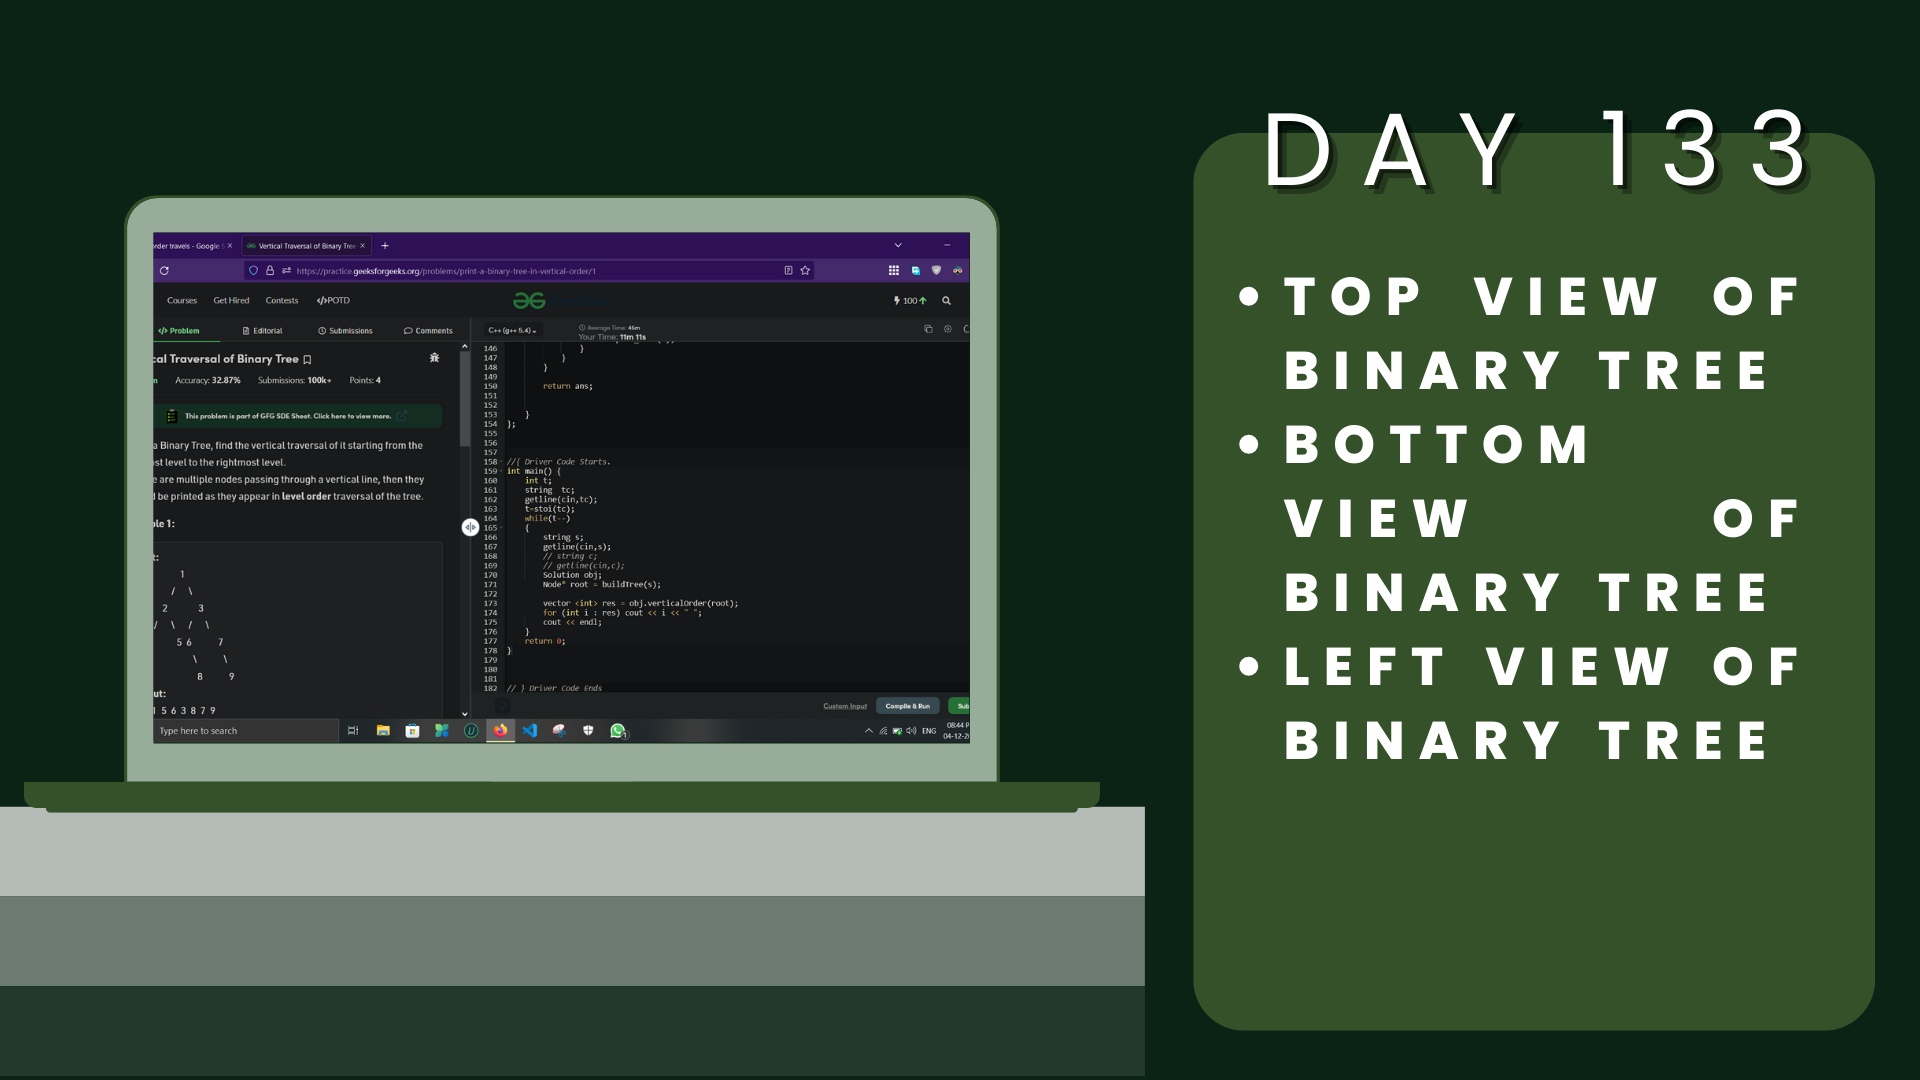 DAY 133
• TOP VIEW OF
BINARY TREE
• BOTTOM
VIEW OF
BINARY TREE
• LEFT VIEW OF
BINARY TREE
order travels - Google
Vertical Traversal of Binary Tree
https://practice.geeksforgeeks.org/problems/print-a-binary-tree-in-vertical-order/1
Courses Get Hired Contests </>POTD
100
</> Problem Editorial Submissions Comments
C++ (g++ 5.4)
Average Time: 45m
Your Time: 11m 11s
cal Traversal of Binary Tree
Accuracy: 32.87% Submissions: 100k+ Points: 4
This problem is part of GFG SDE Sheet. Click here to view more.
a Binary Tree, find the vertical traversal of it starting from the
st level to the rightmost level.
e are multiple nodes passing through a vertical line, then they
d be printed as they appear in level order traversal of the tree.
ple 1:
t:
1
/ \
2 3
/ \ / \
5 6 7
\ \
8 9
ut:
1 5 6 3 8 7 9
146 }
147 }
148 }
149
150 return ans;
151
152
153 }
154 };
155
156
157
158 //{ Driver Code Starts.
159 int main() {
160 int t;
161 string tc;
162 getline(cin,tc);
163 t=stoi(tc);
164 while(t--)
165 {
166 string s;
167 getline(cin,s);
168 // string c;
169 // getline(cin,c);
170 Solution obj;
171 Node* root = buildTree(s);
172
173 vector <int> res = obj.verticalOrder(root);
174 for (int i : res) cout << i << " ";
175 cout << endl;
176 }
177 return 0;
178 }
179
180
181
182 // } Driver Code Ends
Custom Input Compile & Run Sub
Type here to search
ENG
08:44 P
04-12-2